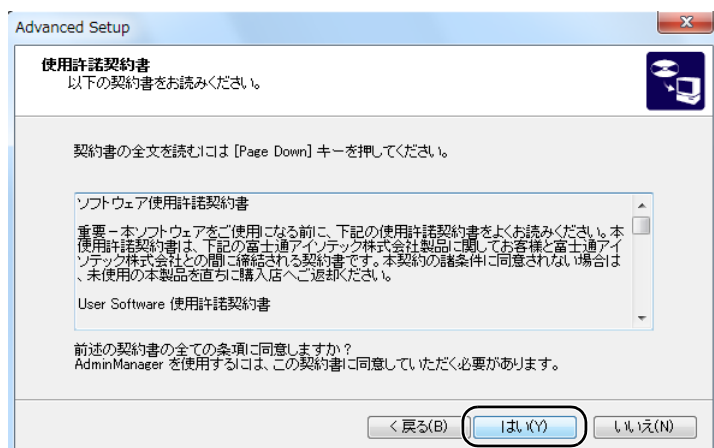 Advanced Setup
使用許諾契約書
以下の契約書をお読みください。
契約書の全文を読むには [Page Down] キーを押してください。
ソフトウェア使用許諾契約書
重要－本ソフトウェアをご使用になる前に、下記の使用許諾契約書をよくお読みください。本
使用許諾契約書は、下記の富士通アイソテック株式会社製品に関してお客様と富士通アイ
ソテック株式会社との間に締結される契約書です。本契約の諸条件に同意されない場合は
、未使用の本製品を直ちに購入店へご返却ください。
User Software 使用許諾契約書
前述の契約書の全ての条項に同意しますか？
AdminManager を使用するには、この契約書に同意していただく必要があります。
< 戻る(B)
はい(Y)
いいえ(N)